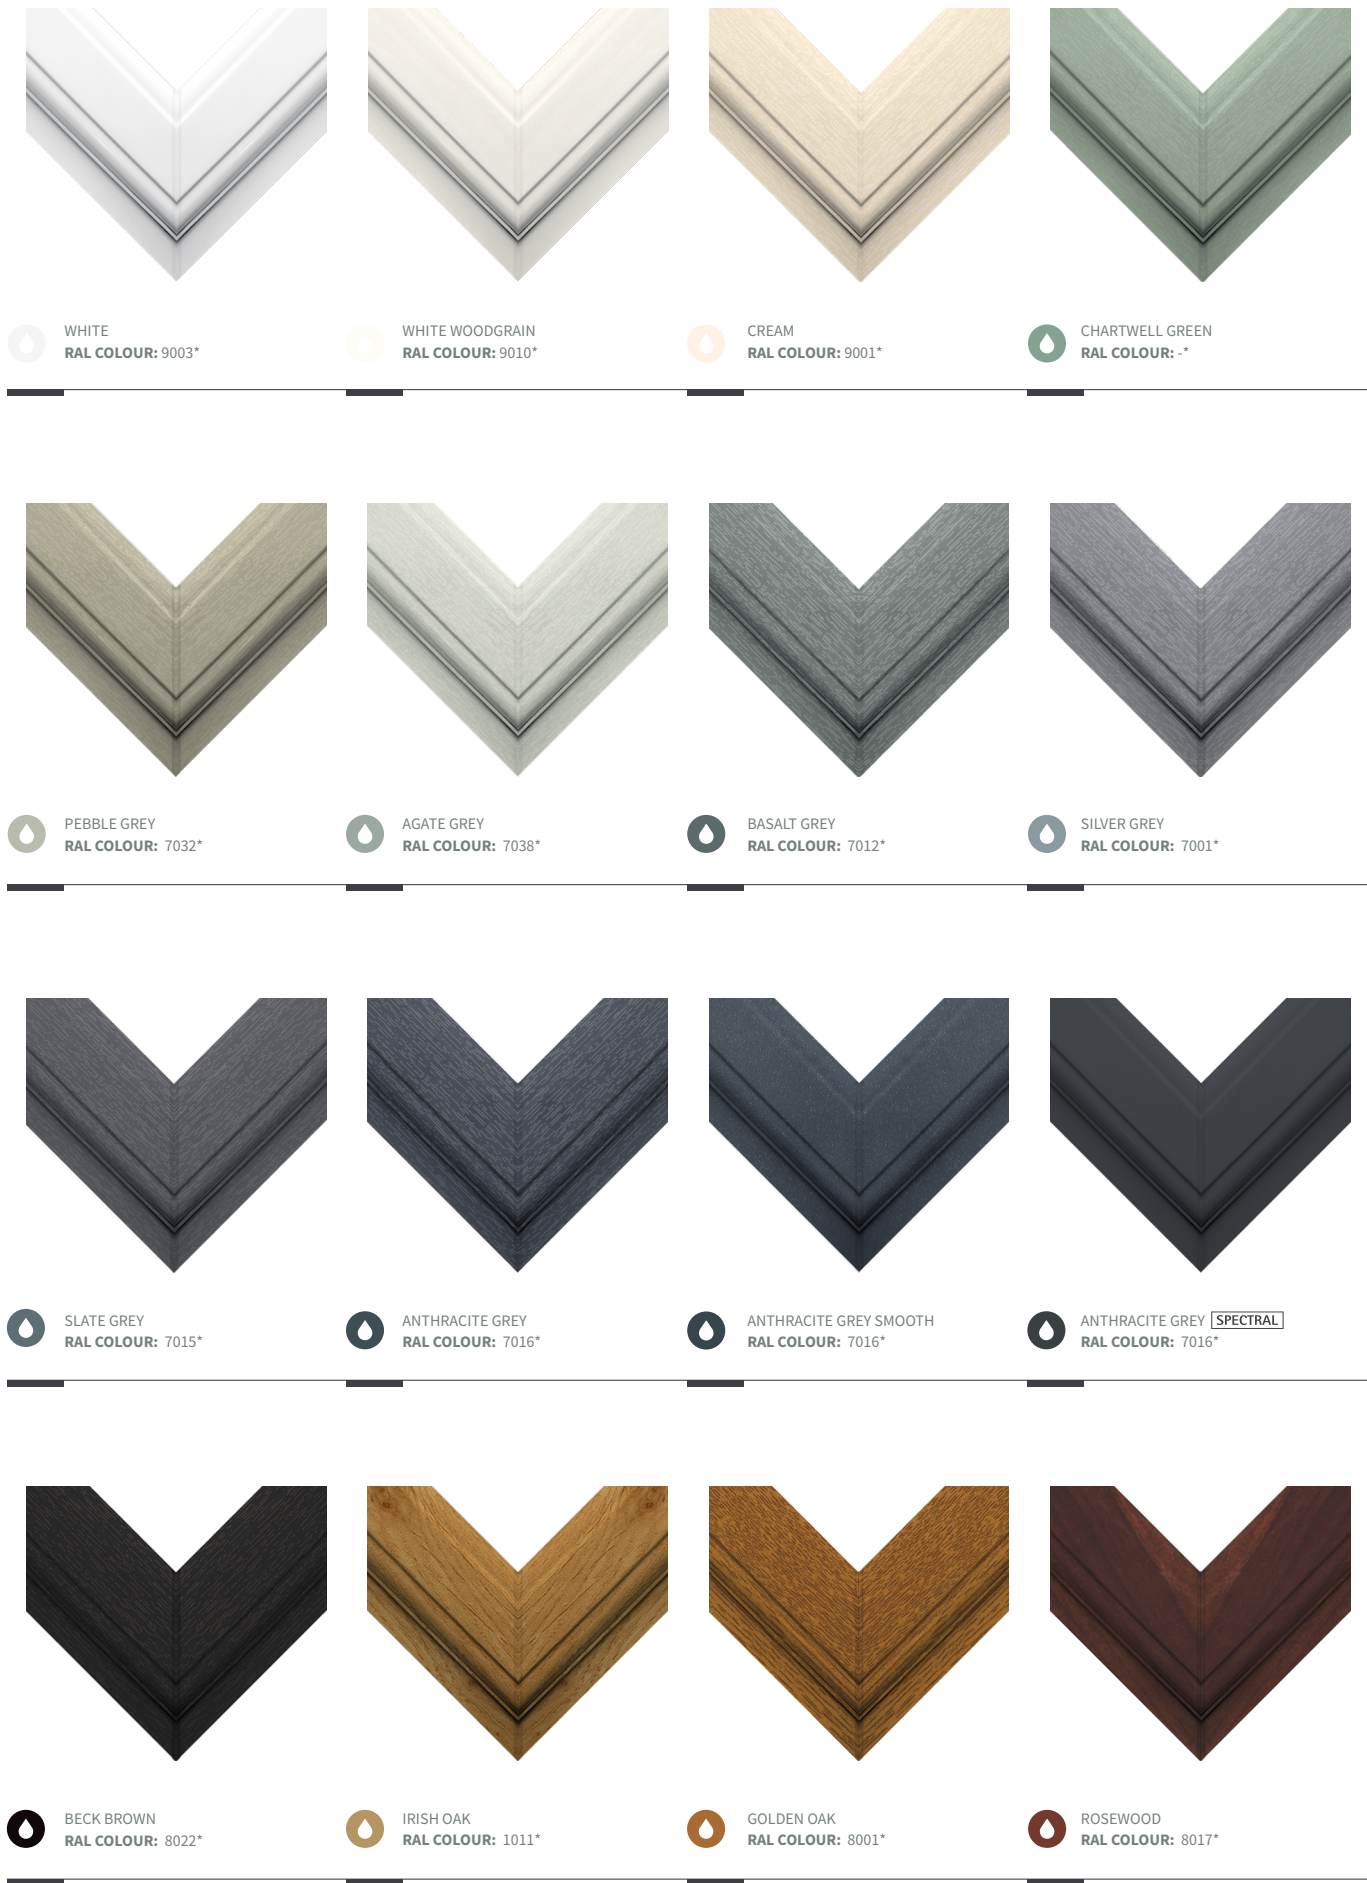 WHITE
RAL COLOUR: 9003*
WHITE WOODGRAIN
RAL COLOUR: 9010*
CREAM
RAL COLOUR: 9001*
CHARTWELL GREEN
RAL COLOUR: -*
PEBBLE GREY
RAL COLOUR: 7032*
AGATE GREY
RAL COLOUR: 7038*
BASALT GREY
RAL COLOUR: 7012*
SILVER GREY
RAL COLOUR: 7001*
SLATE GREY
RAL COLOUR: 7015*
ANTHRACITE GREY
RAL COLOUR: 7016*
ANTHRACITE GREY SMOOTH
RAL COLOUR: 7016*
ANTHRACITE GREY SPECTRAL
RAL COLOUR: 7016*
BECK BROWN
RAL COLOUR: 8022*
IRISH OAK
RAL COLOUR: 1011*
GOLDEN OAK
RAL COLOUR: 8001*
ROSEWOOD
RAL COLOUR: 8017*